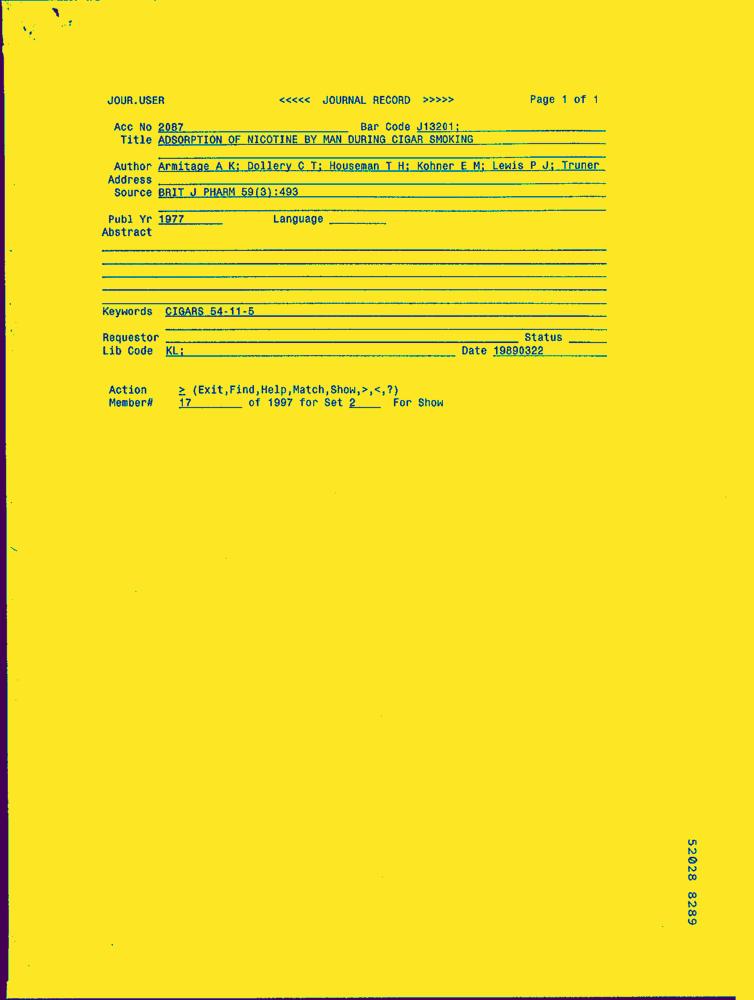 JOUR.USER <<<<< JOURNAL RECORD >>>>> Page 1 of 1
Acc No 2087 Bar Code J13201;
Title ADSORPTION OF NICOTINE BY MAN DURING CIGAR SMOKING
Author Armitage A K; Dollery C T; Houseman T H; Kohner E M; Lewis P J; Truner
Address
Source BRIT J PHARM 59(3):493
Publ Yr 1977 Language
Abstract
Keywords CIGARS 54-11-5
Requestor Status
Lib Code KL; Date 19890322
Action > (Exit,Find,Help,Match,Show,>,<,?)
Member# 17 of 1997 for Set 2 For Show
52028 8289